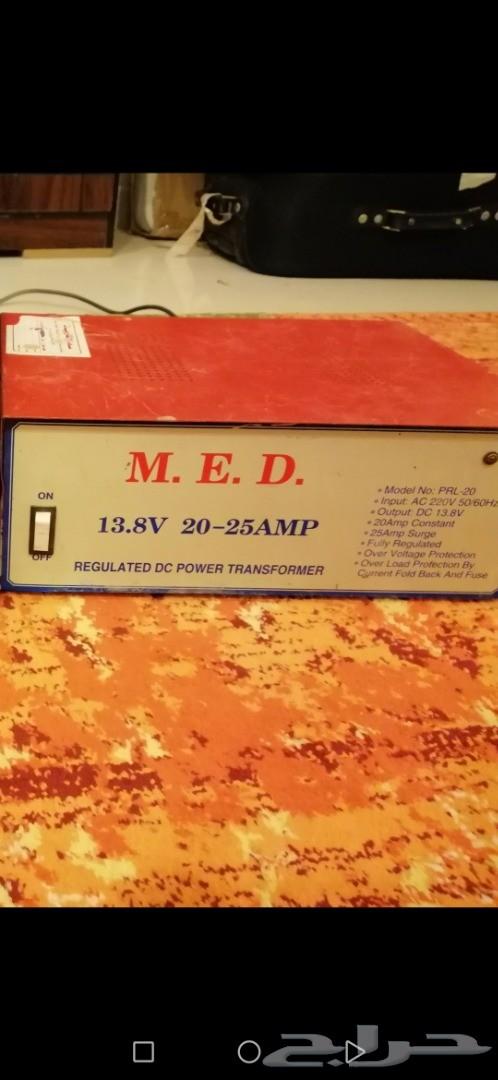 M. E. D.
ON
13.8V 20-25AMP
OFF
REGULATED DC POWER TRANSFORMER
• Model No: PRL-20
• Input: AC 220V 50/60Hz
• Output: DC 13.8V
• 20Amp Constant
• 25Amp Surge
• Fully Regulated
• Over Voltage Protection
• Over Load Profection By
Current Fold Back And Fuse
حراج